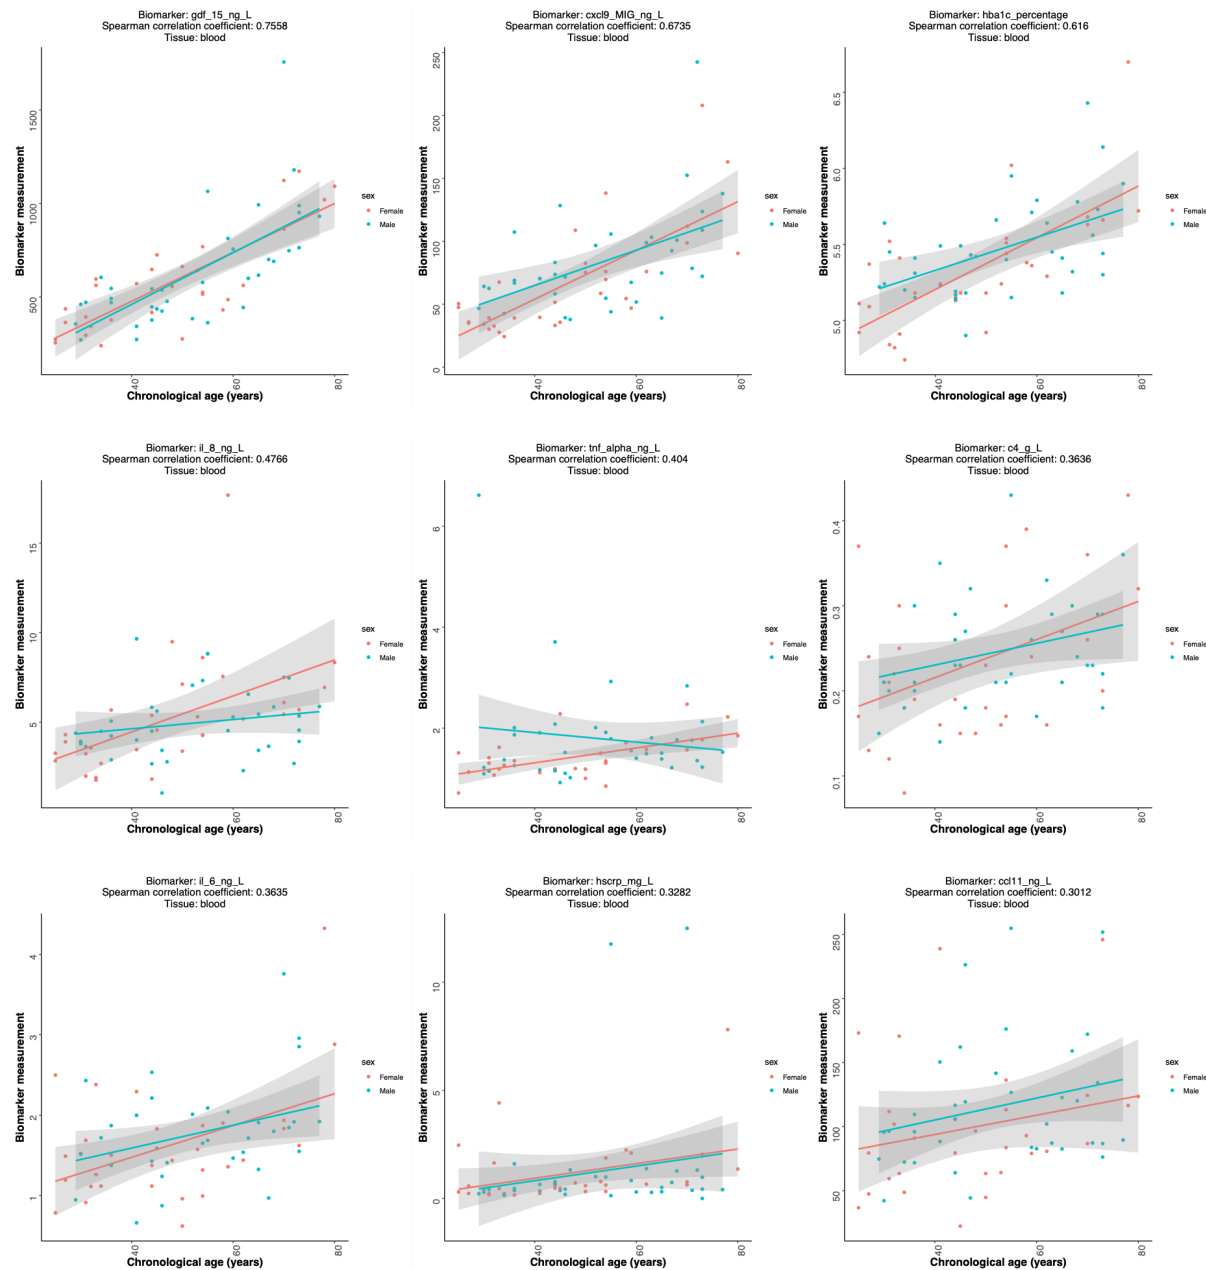 Biomarker: gdf_15_ng_L
Spearman correlation coefficient: 0.7558
Tissue: blood
Biomarker measurement
1500
1000
500
40
60
80
Chronological age (years)
sex
Female
Male
Biomarker: cxcl9_MIG_ng_L
Spearman correlation coefficient: 0.6735
Tissue: blood
Biomarker measurement
250
200
150
100
50
0
40
60
80
Chronological age (years)
sex
Female
Male
Biomarker: hba1c_percentage
Spearman correlation coefficient: 0.616
Tissue: blood
Biomarker measurement
6.5
6.0
5.5
5.0
40
60
80
Chronological age (years)
sex
Female
Male
Biomarker: il_8_ng_L
Spearman correlation coefficient: 0.4766
Tissue: blood
Biomarker measurement
15
10
5
40
60
80
Chronological age (years)
sex
Female
Male
Biomarker: tnf_alpha_ng_L
Spearman correlation coefficient: 0.404
Tissue: blood
Biomarker measurement
6
4
2
40
60
80
Chronological age (years)
sex
Female
Male
Biomarker: c4_g_L
Spearman correlation coefficient: 0.3636
Tissue: blood
Biomarker measurement
0.4
0.3
0.2
0.1
40
60
80
Chronological age (years)
sex
Female
Male
Biomarker: il_6_ng_L
Spearman correlation coefficient: 0.3635
Tissue: blood
Biomarker measurement
4
3
2
1
40
60
80
Chronological age (years)
sex
Female
Male
Biomarker: hscrp_mg_L
Spearman correlation coefficient: 0.3282
Tissue: blood
Biomarker measurement
10
5
0
40
60
80
Chronological age (years)
sex
Female
Male
Biomarker: ccl11_ng_L
Spearman correlation coefficient: 0.3012
Tissue: blood
Biomarker measurement
250
200
150
100
50
40
60
80
Chronological age (years)
sex
Female
Male